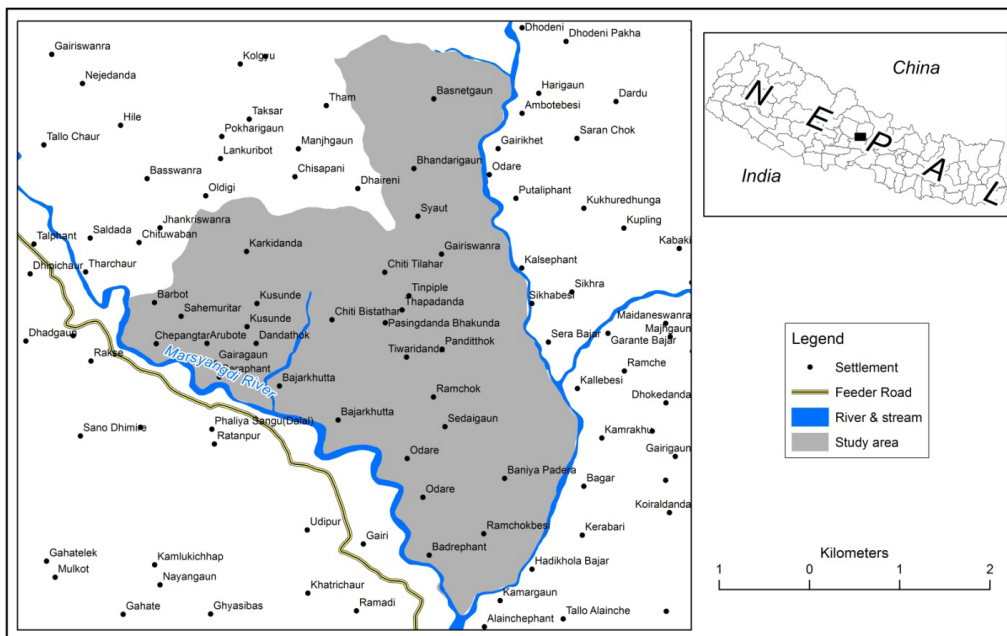 Dhodeni
Gairiswanra
Kolgyu
Dhodeni Pakha
Nejedanda
Basnetgaun
Harigaun
Tham
Dardu
Ambotebesi
Hile
Taksar
Pokharigaun
Saran Chok
Tallo Chaur
Manjhgaun
Gairikhet
Lankuribot
Bhandarigaun
Odare
Basswanra
Chisapani
Dhaireni
Oldigi
Putaliphant
Kukhuredhunga
Syaut
Jhankriswanra
Kupling
Saldada
Talphant
Chituwaban
Karkidanda
Gairiswanra
Kabaki
Tharchaur
Chiti Tilahar
Kalsephant
Tinpiple
Sikhra
Barbot
Kusunde
Thapadanda
Sikhabesi
Sahemuritar
Chiti Bistathar
Maidaneswanra
Kusunde
Pasingdanda Bhakunda
Dhadgaun
Chepangtar
Arubote
Dandathok
Sera Bajar
Garante Bajar
Rakse
Gairagaun
Tiwaridanda
Panditthok
Ramche
Marsyangdi River
Bajarkhutta
Ramchok
Kallebesi
Dhokedanda
Bajarkhutta
Sedaigaun
Phaliya Sangu(Dalal)
Sano Dhimire
Ratanpur
Kamrakhu
Odare
Gairigaun
Baniya Padera
Bagar
Odare
Koiraldanda
Udipur
Gairi
Ramchokbesi
Kerabari
Badrephant
Gahatelek
Kamlukichhap
Hadikhola Bajar
Mulkot
Nayangaun
Khatrichaur
Kamargaun
Gahate
Ghyasibas
Ramadi
Alainchephant
Tallo Alainche
China
NEPAL
India
Legend
Settlement
Feeder Road
River & stream
Study area
Kilometers
1 0 1 2